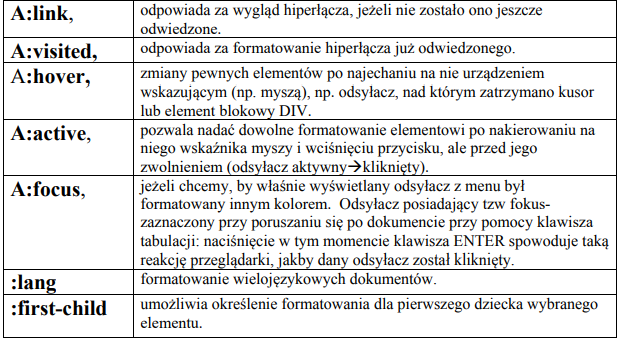 A:link, odpowiada za wygląd hiperłącza, jeżeli nie zostało ono jeszcze
odwiedzone.
A:visited, odpowiada za formatowanie hiperłącza już odwiedzonego.
A:hover, zmiany pewnych elementów po najechaniu na nie urządzeniem
wskazującym (np. myszą), np. odsyłacz, nad którym zatrzymano kusor
lub element blokowy DIV.
A:active, pozwala nadać dowolne formatowanie elementowi po nakierowaniu na
niego wskaźnika myszy i wciśnięciu przycisku, ale przed jego
zwolnieniem (odsyłacz aktywny→kliknięty).
A:focus, jeżeli chcemy, by właśnie wyświetlany odsyłacz z menu był
formatowany innym kolorem. Odsyłacz posiadający tzw fokus-
zaznaczony przy poruszaniu się po dokumencie przy pomocy klawisza
tabulacji: naciśnięcie w tym momencie klawisza ENTER spowoduje taką
reakcję przeglądarki, jakby dany odsyłacz został kliknięty.
:lang formatowanie wielojęzykowych dokumentów.
:first-child umożliwia określenie formatowania dla pierwszego dziecka wybranego
elementu.